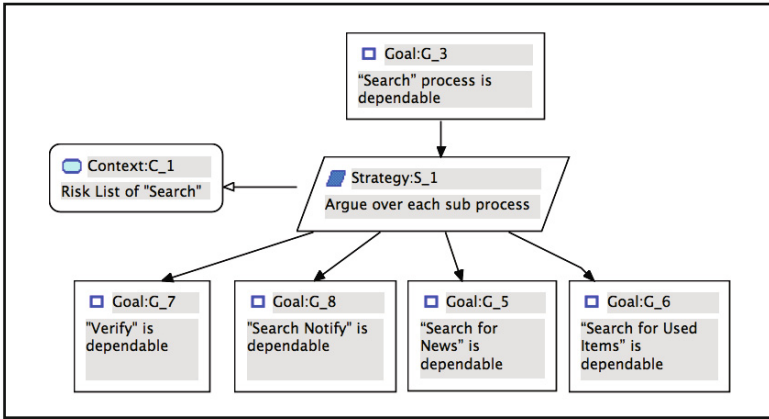 Goal:G_3
“Search” process is
dependable
Context:C_1
Risk List of "Search"
Strategy:S_1
Argue over each sub process
Goal:G_7
"Verify" is
dependable
Goal:G_8
"Search Notify" is
dependable
Goal:G_5
“Search for
News” is
dependable
Goal:G_6
“Search for Used
Items” is
dependable